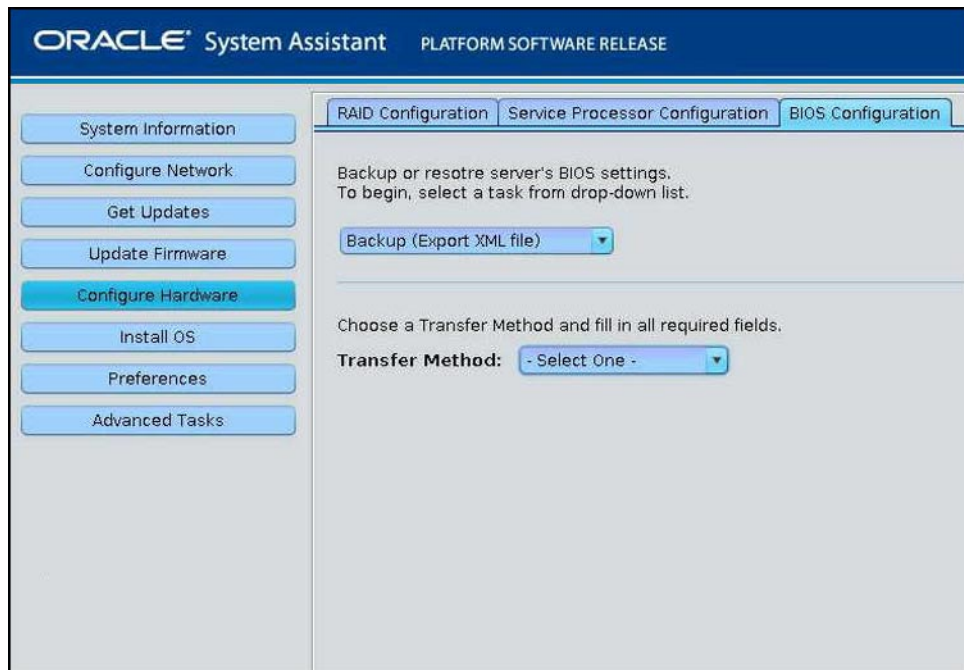 ORACLE System Assistant PLATFORM SOFTWARE RELEASE
System Information
Configure Network
Get Updates
Update Firmware
Configure Hardware
Install OS
Preferences
Advanced Tasks
RAID Configuration Service Processor Configuration BIOS Configuration
Backup or resotre server's BIOS settings.
To begin, select a task from drop-down list.
Backup (Export XML file)
Choose a Transfer Method and fill in all required fields.
Transfer Method: - Select One -